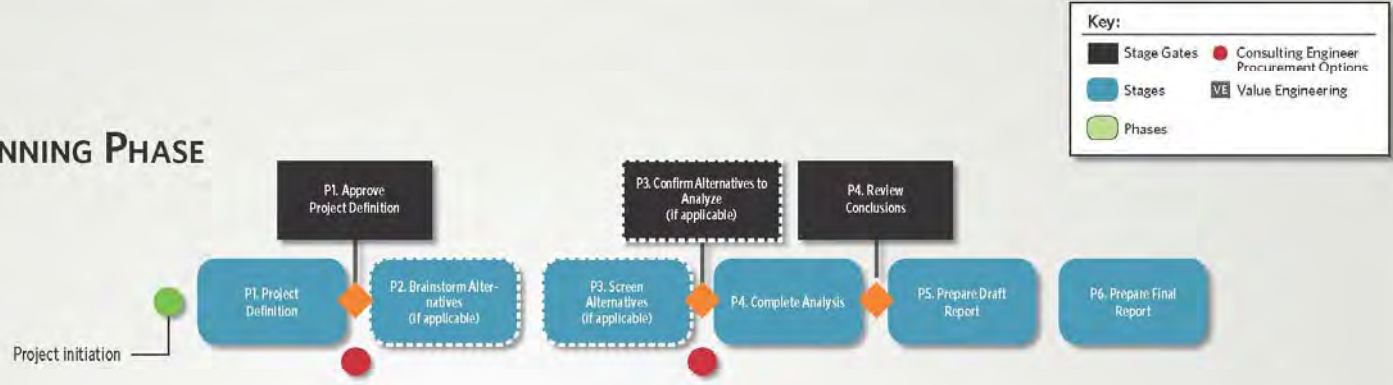 Key:
Stage Gates
Consulting Engineer
Procurement Options
Stages
VE Value Engineering
Phases
NNING PHASE
P1. Approve
Project Definition
P3. Confirm Alternatives to
Analyze
(if applicable)
P4. Review
Conclusions
P1. Project
Definition
P2. Brainstorm Alter-
natives
(if applicable)
P3. Screen
Alternatives
(if applicable)
P4. Complete Analysis
P5. Prepare Draft
Report
P6. Prepare Final
Report
Project initiation